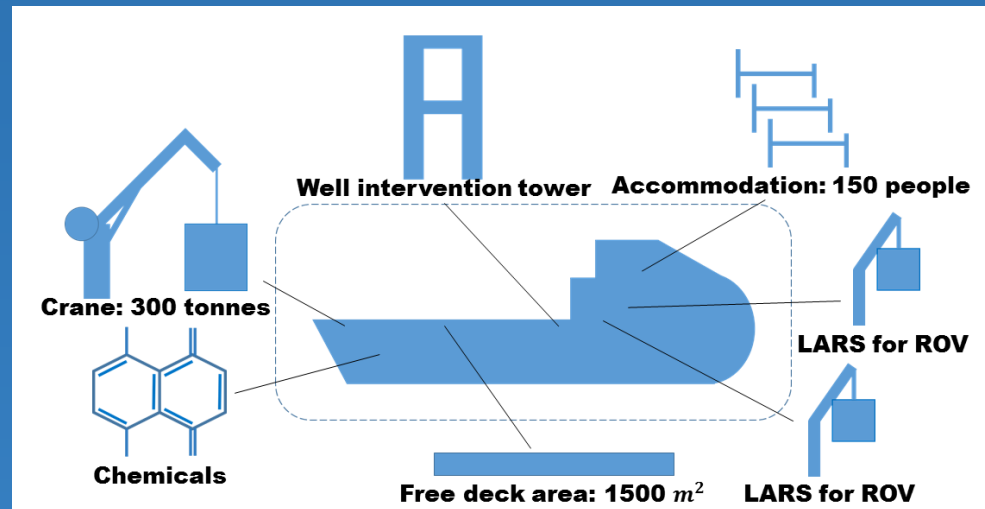 Well intervention tower
Accommodation: 150 people
Crane: 300 tonnes
LARS for ROV
Chemicals
Free deck area: 1500 m²
LARS for ROV